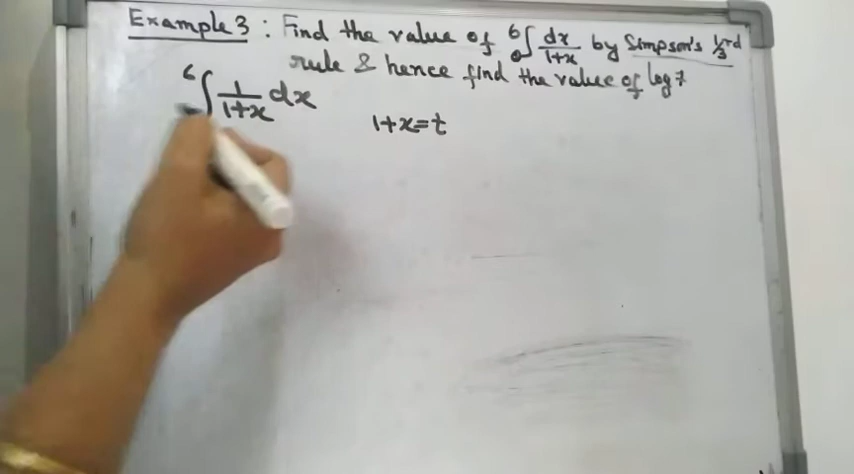 Example 3 : Find the value of 6 0 ∫ dx/1+x by Simpson's 1/3rd
rule & hence find the value of log 7
6 ∫ 1/1+x dx
1+x=t